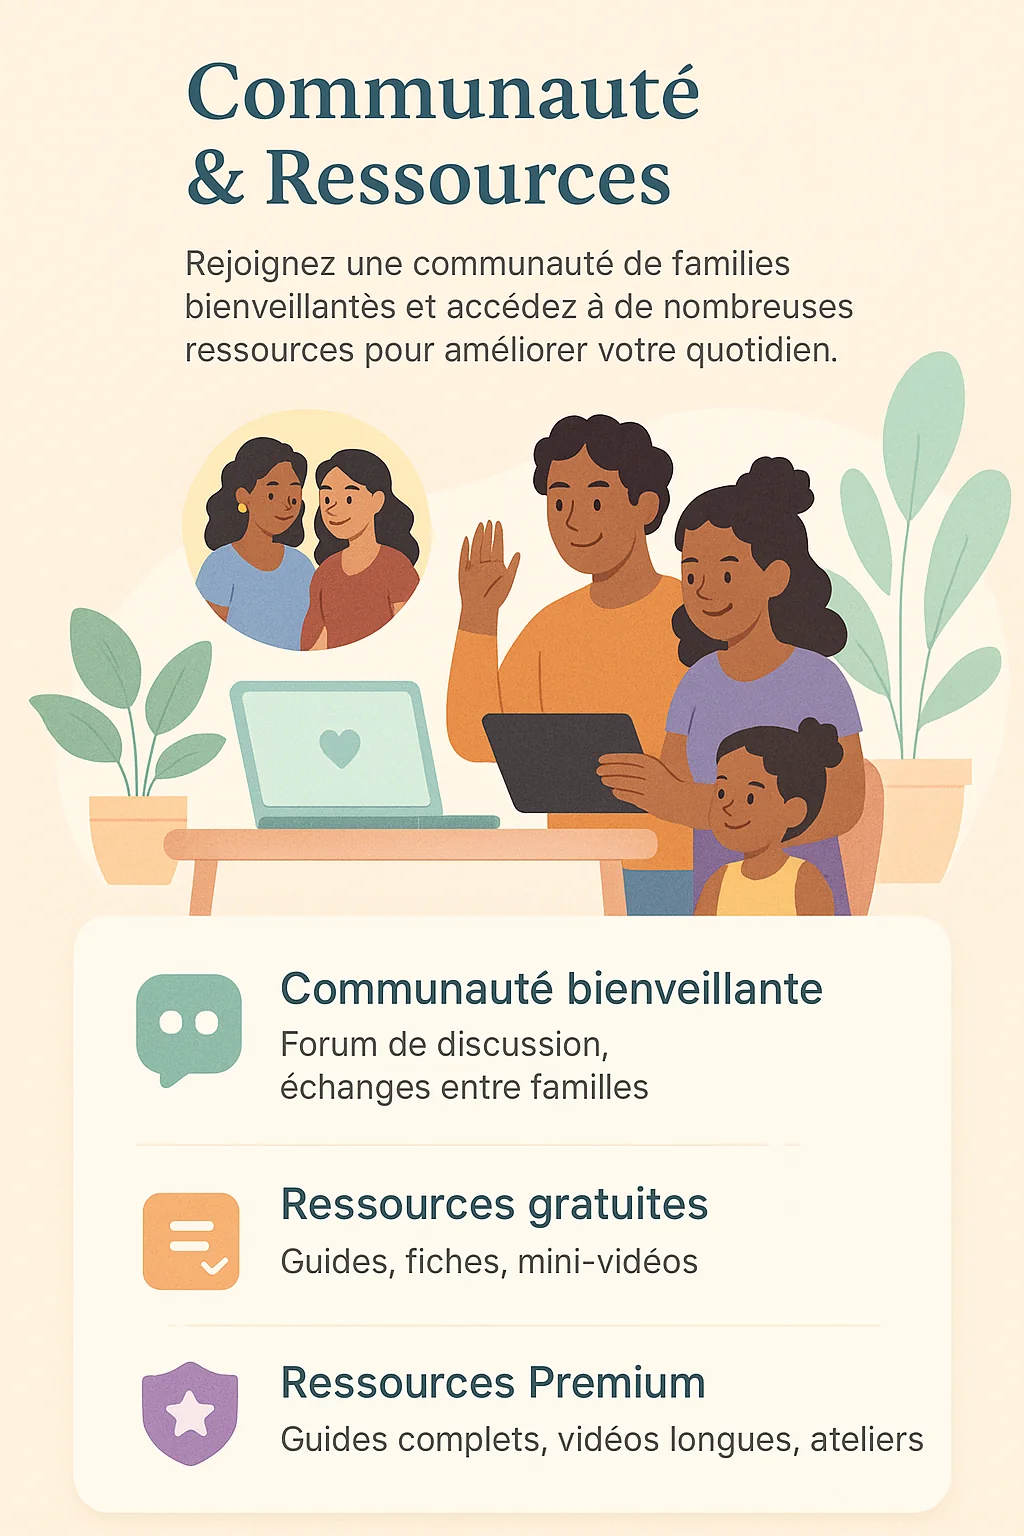 Communauté
& Ressources
Rejoignez une communauté de families
bienveillantès et accédez à de nombreuses
ressources pour améliorer votre quotidien.
Communauté bienveillante
Forum de discussion,
échanges entre familles
Ressources gratuites
Guides, fiches, mini-vidéos
Ressources Premium
Guides complets, vidéos longues, ateliers